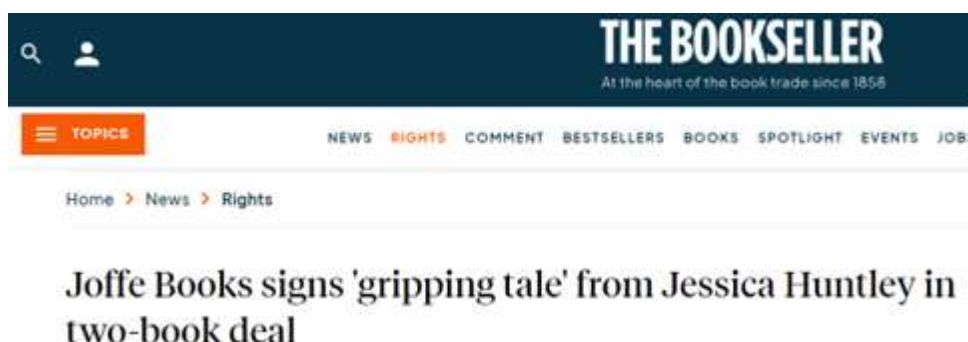 THE BOOKSELLER
At the heart of the book trade since 1858
TOPICS
NEWS RIGHTS COMMENT BESTSELLERS BOOKS SPOTLIGHT EVENTS JOB
Home > News > Rights
Joffe Books signs 'gripping tale' from Jessica Huntley in
two-book deal